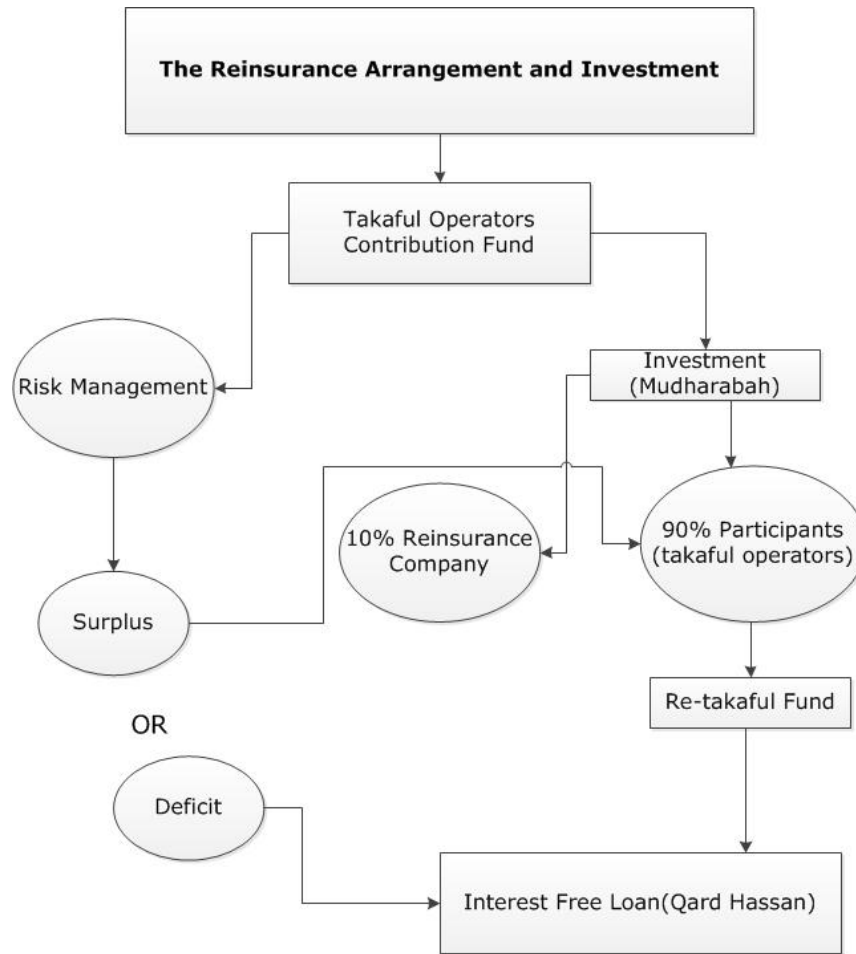 The Reinsurance Arrangement and Investment
Takaful Operators
Contribution Fund
Risk Management
Investment
(Mudharabah)
10% Reinsurance
Company
90% Participants
(takaful operators)
Surplus
Re-takaful Fund
OR
Deficit
Interest Free Loan(Qard Hassan)